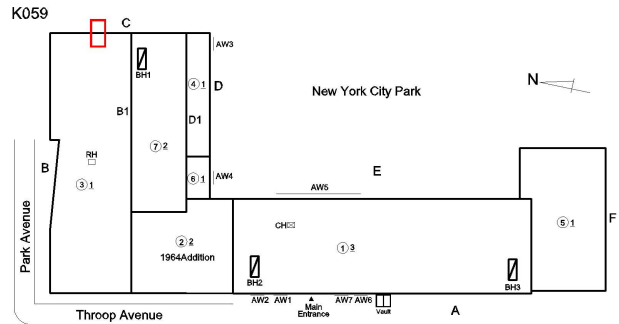 K059
C
AW3
BH1
④ 1
D
N
New York City Park
B1
D1
⑦ 2
RH
B
③ 1
⑥ 1
AW4
E
AW5
Park Avenue
⑤ 1
F
CH
② 2
1964Addition
① 3
BH2
BH3
AW2
AW1
Main
Entrance
AW7
AW6
Vault
A
Throop Avenue